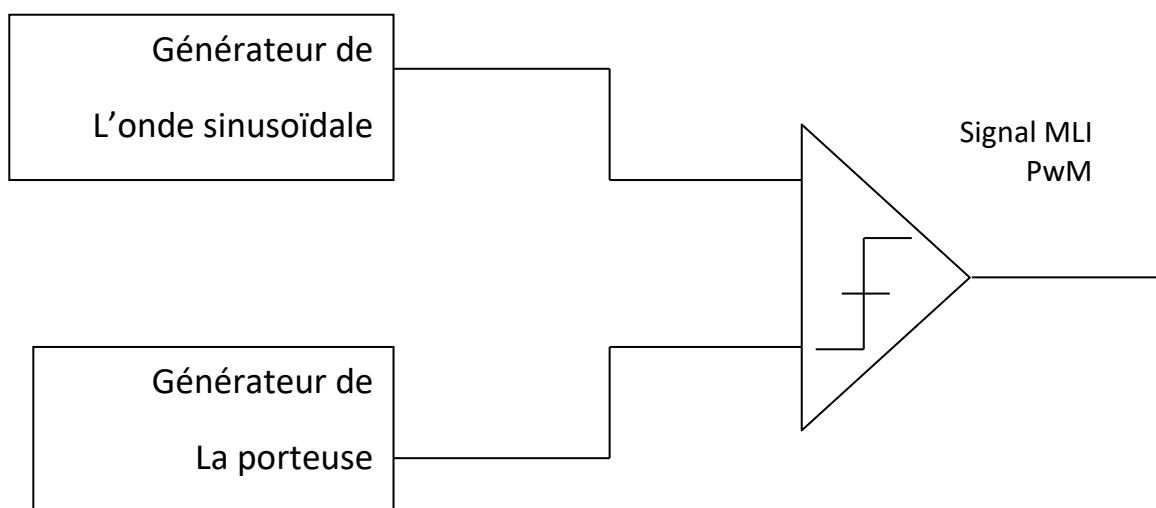 Générateur de
L’onde sinusoïdale
Signal MLI
PwM
Générateur de
La porteuse